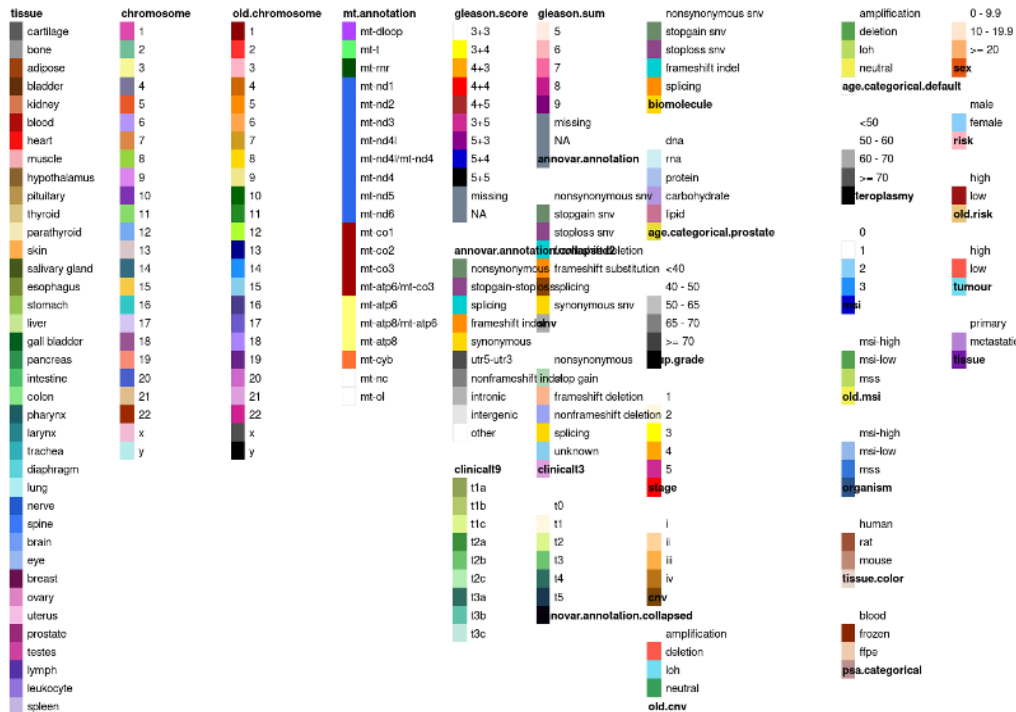 tissue
cartilage
bone
adipose
bladder
kidney
blood
heart
muscle
hypothalamus
pituitary
thyroid
parathyroid
skin
salivary gland
esophagus
stomach
liver
gall bladder
pancreas
intestine
colon
pharynx
larynx
trachea
diaphragm
lung
nerve
spine
brain
eye
breast
ovary
uterus
prostate
testes
lymph
leukocyte
spleen
chromosome
1
2
3
4
5
6
7
8
9
10
11
12
13
14
15
16
17
18
19
20
21
22
x
y
old.chromosome
1
2
3
4
5
6
7
8
9
10
11
12
13
14
15
16
17
18
19
20
21
22
x
y
mt.annotation
mt-dloop
mt-t
mt-rnr
mt-nd1
mt-nd2
mt-nd3
mt-nd4l
mt-nd4l/mt-nd4
mt-nd4
mt-nd5
mt-nd6
mt-co1
mt-co2
mt-co3
mt-atp6/mt-co3
mt-atp6
mt-atp8/mt-atp6
mt-atp8
mt-cyb
mt-nc
mt-ol
gleason.score
3+3
3+4
4+3
4+4
4+5
3+5
5+3
5+4
5+5
missing
NA
annovar.annotation.collapsed2
nonsynonymous
stopgain-stoploss
splicing
frameshift indel
synonymous
utr5-utr3
nonframeshift indel
intronic
intergenic
other
clinicalt9
t1a
t1b
t1c
t2a
t2b
t2c
t3a
t3b
t3c
gleason.sum
5
6
7
8
9
missing
NA
annovar.annotation
nonsynonymous snv
stopgain snv
stoploss snv
deletion
frameshift substitution
splicing
synonymous snv
snv
nonsynonymous
stop gain
frameshift deletion
nonframeshift deletion
splicing
unknown
clinicalt3
t0
t1
t2
t3
t4
t5
novar.annotation.collapsed
nonsynonymous snv
stopgain snv
stoploss snv
frameshift indel
splicing
biomolecule
dna
rna
protein
carbohydrate
lipid
age.categorical.prostate
<40
40 - 50
50 - 65
65 - 70
>= 70
up.grade
1
2
3
4
5
stage
i
ii
iii
iv
cnv
amplification
deletion
loh
neutral
old.cnv
amplification
deletion
loh
neutral
age.categorical.default
<50
50 - 60
60 - 70
>= 70
teroplasmy
0
1
2
3
msi
msi-high
msi-low
mss
old.msi
msi-high
msi-low
mss
organism
human
rat
mouse
tissue.color
blood
frozen
ffpe
psa.categorical
0 - 9.9
10 - 19.9
>= 20
sex
male
female
risk
high
low
old.risk
high
low
tumour
primary
metastatic
tissue